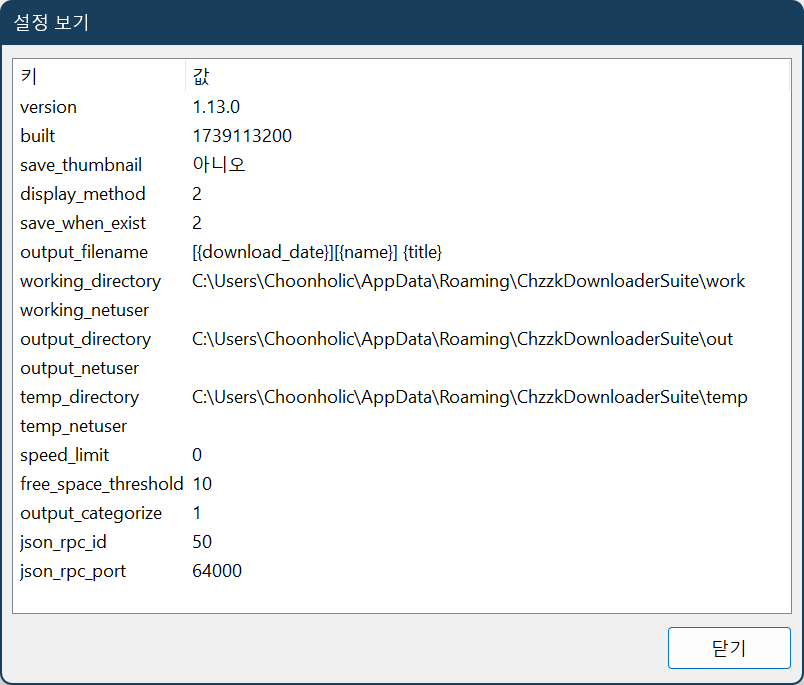 설정 보기
키 값
version 1.13.0
built 1739113200
save_thumbnail 아니오
display_method 2
save_when_exist 2
output_filename [{download_date}][{name}] {title}
working_directory C:\Users\Choonholic\AppData\Roaming\ChzzkDownloaderSuite\work
working_netuser
output_directory C:\Users\Choonholic\AppData\Roaming\ChzzkDownloaderSuite\out
output_netuser
temp_directory C:\Users\Choonholic\AppData\Roaming\ChzzkDownloaderSuite\temp
temp_netuser
speed_limit 0
free_space_threshold 10
output_categorize 1
json_rpc_id 50
json_rpc_port 64000
닫기